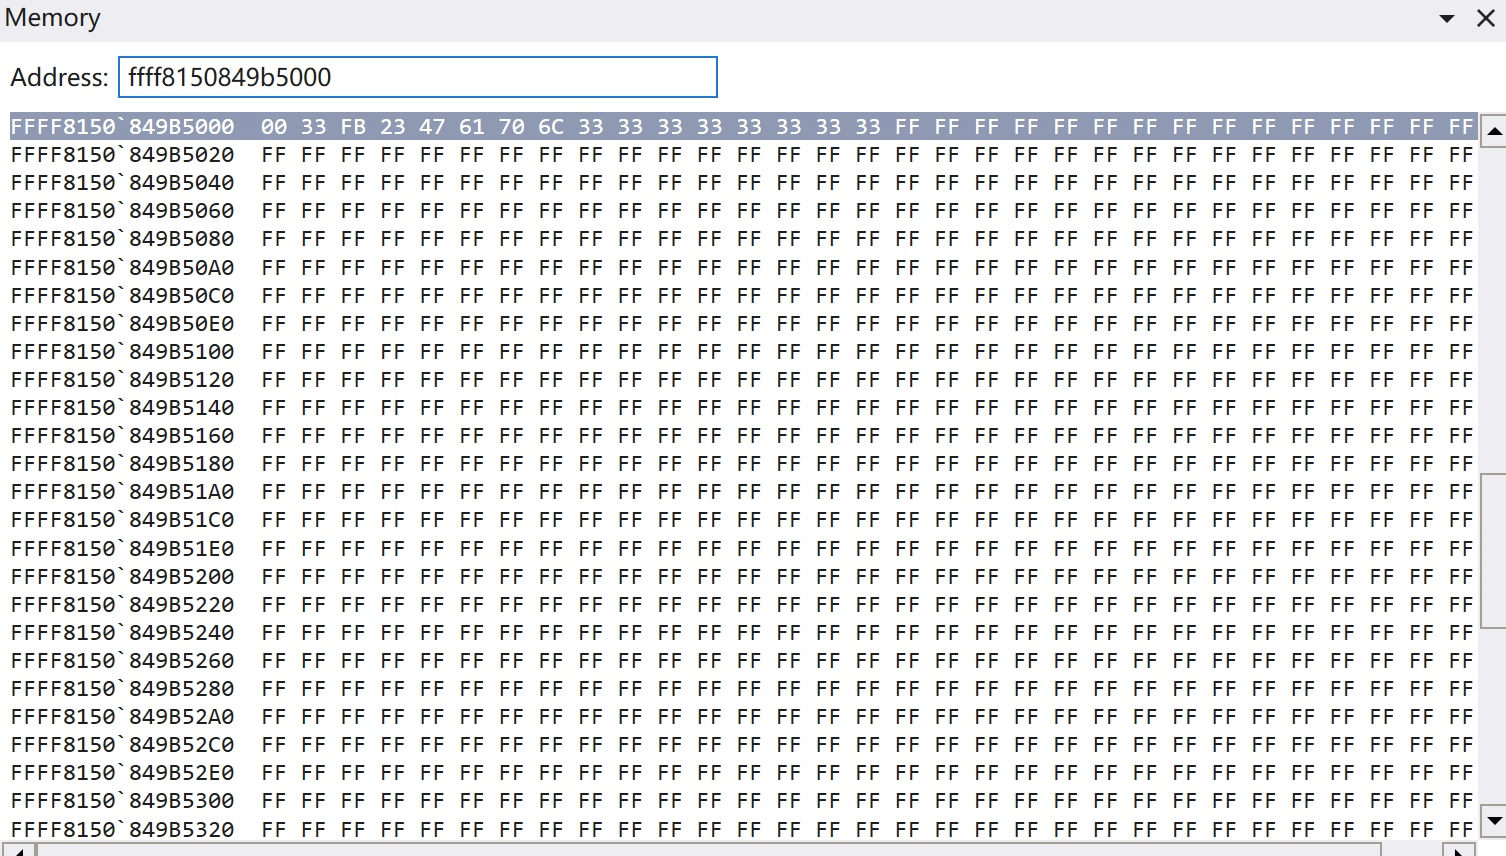 Memory
Address: ffff8150849b5000
FFFF8150`849B5000 00 33 FB 23 47 61 70 6C 33 33 33 33 33 33 33 33 FF FF FF FF FF FF FF FF FF FF FF FF FF FF FF
FFFF8150`849B5020 FF FF FF FF FF FF FF FF FF FF FF FF FF FF FF FF FF FF FF FF FF FF FF FF FF FF FF FF FF FF FF
FFFF8150`849B5040 FF FF FF FF FF FF FF FF FF FF FF FF FF FF FF FF FF FF FF FF FF FF FF FF FF FF FF FF FF FF FF
FFFF8150`849B5060 FF FF FF FF FF FF FF FF FF FF FF FF FF FF FF FF FF FF FF FF FF FF FF FF FF FF FF FF FF FF FF
FFFF8150`849B5080 FF FF FF FF FF FF FF FF FF FF FF FF FF FF FF FF FF FF FF FF FF FF FF FF FF FF FF FF FF FF FF
FFFF8150`849B50A0 FF FF FF FF FF FF FF FF FF FF FF FF FF FF FF FF FF FF FF FF FF FF FF FF FF FF FF FF FF FF FF
FFFF8150`849B50C0 FF FF FF FF FF FF FF FF FF FF FF FF FF FF FF FF FF FF FF FF FF FF FF FF FF FF FF FF FF FF FF
FFFF8150`849B50E0 FF FF FF FF FF FF FF FF FF FF FF FF FF FF FF FF FF FF FF FF FF FF FF FF FF FF FF FF FF FF FF
FFFF8150`849B5100 FF FF FF FF FF FF FF FF FF FF FF FF FF FF FF FF FF FF FF FF FF FF FF FF FF FF FF FF FF FF FF
FFFF8150`849B5120 FF FF FF FF FF FF FF FF FF FF FF FF FF FF FF FF FF FF FF FF FF FF FF FF FF FF FF FF FF FF FF
FFFF8150`849B5140 FF FF FF FF FF FF FF FF FF FF FF FF FF FF FF FF FF FF FF FF FF FF FF FF FF FF FF FF FF FF FF
FFFF8150`849B5160 FF FF FF FF FF FF FF FF FF FF FF FF FF FF FF FF FF FF FF FF FF FF FF FF FF FF FF FF FF FF FF
FFFF8150`849B5180 FF FF FF FF FF FF FF FF FF FF FF FF FF FF FF FF FF FF FF FF FF FF FF FF FF FF FF FF FF FF FF
FFFF8150`849B51A0 FF FF FF FF FF FF FF FF FF FF FF FF FF FF FF FF FF FF FF FF FF FF FF FF FF FF FF FF FF FF FF
FFFF8150`849B51C0 FF FF FF FF FF FF FF FF FF FF FF FF FF FF FF FF FF FF FF FF FF FF FF FF FF FF FF FF FF FF FF
FFFF8150`849B51E0 FF FF FF FF FF FF FF FF FF FF FF FF FF FF FF FF FF FF FF FF FF FF FF FF FF FF FF FF FF FF FF
FFFF8150`849B5200 FF FF FF FF FF FF FF FF FF FF FF FF FF FF FF FF FF FF FF FF FF FF FF FF FF FF FF FF FF FF FF
FFFF8150`849B5220 FF FF FF FF FF FF FF FF FF FF FF FF FF FF FF FF FF FF FF FF FF FF FF FF FF FF FF FF FF FF FF
FFFF8150`849B5240 FF FF FF FF FF FF FF FF FF FF FF FF FF FF FF FF FF FF FF FF FF FF FF FF FF FF FF FF FF FF FF
FFFF8150`849B5260 FF FF FF FF FF FF FF FF FF FF FF FF FF FF FF FF FF FF FF FF FF FF FF FF FF FF FF FF FF FF FF
FFFF8150`849B5280 FF FF FF FF FF FF FF FF FF FF FF FF FF FF FF FF FF FF FF FF FF FF FF FF FF FF FF FF FF FF FF
FFFF8150`849B52A0 FF FF FF FF FF FF FF FF FF FF FF FF FF FF FF FF FF FF FF FF FF FF FF FF FF FF FF FF FF FF FF
FFFF8150`849B52C0 FF FF FF FF FF FF FF FF FF FF FF FF FF FF FF FF FF FF FF FF FF FF FF FF FF FF FF FF FF FF FF
FFFF8150`849B52E0 FF FF FF FF FF FF FF FF FF FF FF FF FF FF FF FF FF FF FF FF FF FF FF FF FF FF FF FF FF FF FF
FFFF8150`849B5300 FF FF FF FF FF FF FF FF FF FF FF FF FF FF FF FF FF FF FF FF FF FF FF FF FF FF FF FF FF FF FF
FFFF8150`849B5320 FF FF FF FF FF FF FF FF FF FF FF FF FF FF FF FF FF FF FF FF FF FF FF FF FF FF FF FF FF FF FF